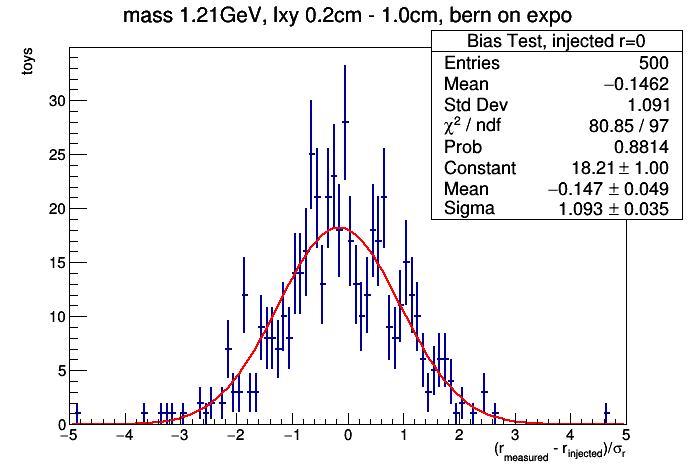 mass 1.21GeV, lxy 0.2cm - 1.0cm, bern on expo
Bias Test, injected r=0
Entries 500
Mean −0.1462
Std Dev 1.091
χ² / ndf 80.85 / 97
Prob 0.8814
Constant 18.21 ± 1.00
Mean −0.147 ± 0.049
Sigma 1.093 ± 0.035
toys
30
25
20
15
10
5
0
−5 −4 −3 −2 −1 0 1 2 3 4 5
(r_measured - r_injected)/σ_r